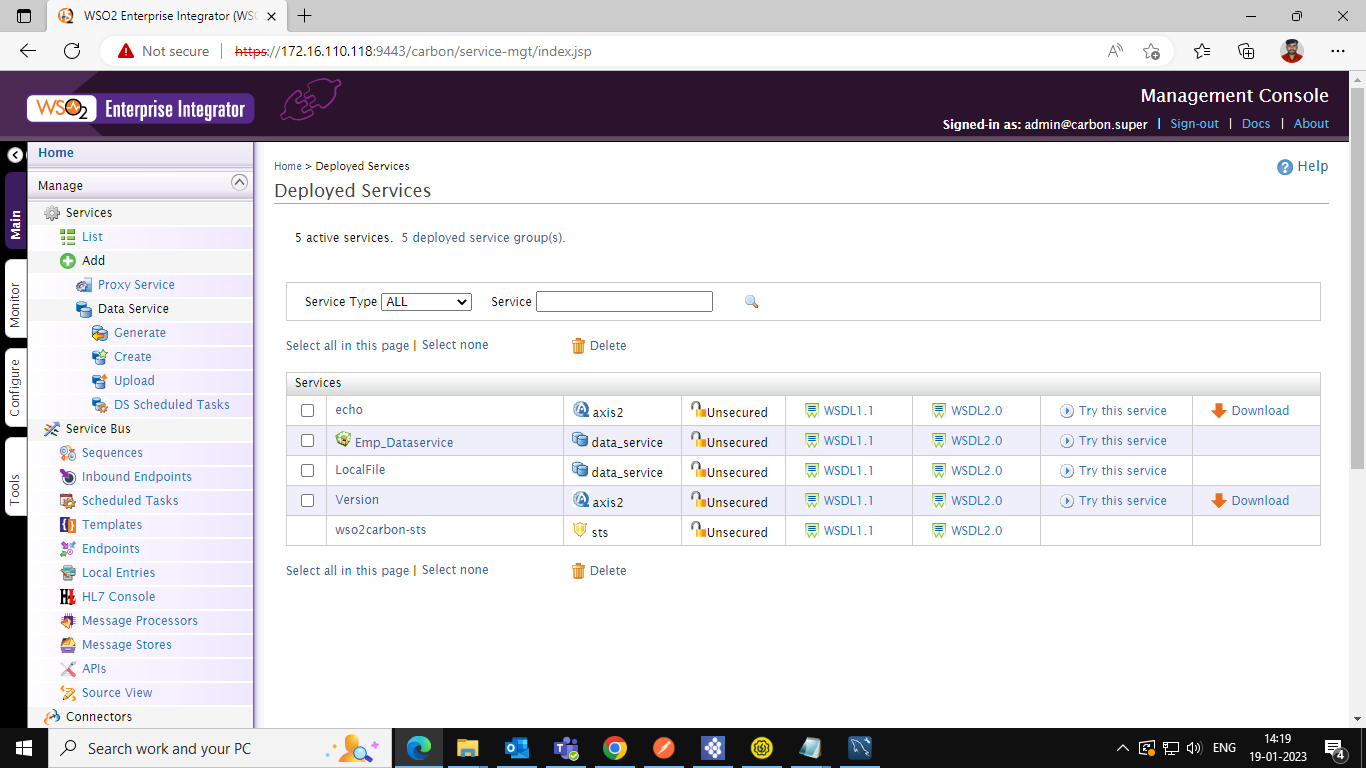 WSO2 Enterprise Integrator (WSO
Not secure
https://172.16.110.118:9443/carbon/service-mgt/index.jsp
WSO2 Enterprise Integrator
Management Console
Signed-in as: admin@carbon.super | Sign-out | Docs | About
Home
Manage
Services
List
Add
Proxy Service
Data Service
Generate
Create
Upload
DS Scheduled Tasks
Service Bus
Sequences
Inbound Endpoints
Scheduled Tasks
Templates
Endpoints
Local Entries
HL7 Console
Message Processors
Message Stores
APIs
Source View
Connectors
Main
Monitor
Configure
Tools
Home > Deployed Services
Help
Deployed Services
5 active services. 5 deployed service group(s).
Service Type ALL Service
Select all in this page | Select none Delete
Services
echo axis2 Unsecured WSDL1.1 WSDL2.0 Try this service Download
Emp_Dataservice data_service Unsecured WSDL1.1 WSDL2.0 Try this service
LocalFile data_service Unsecured WSDL1.1 WSDL2.0 Try this service
Version axis2 Unsecured WSDL1.1 WSDL2.0 Try this service Download
wso2carbon-sts sts Unsecured WSDL1.1 WSDL2.0
Select all in this page | Select none Delete
Search work and your PC
ENG
14:19
19-01-2023
4